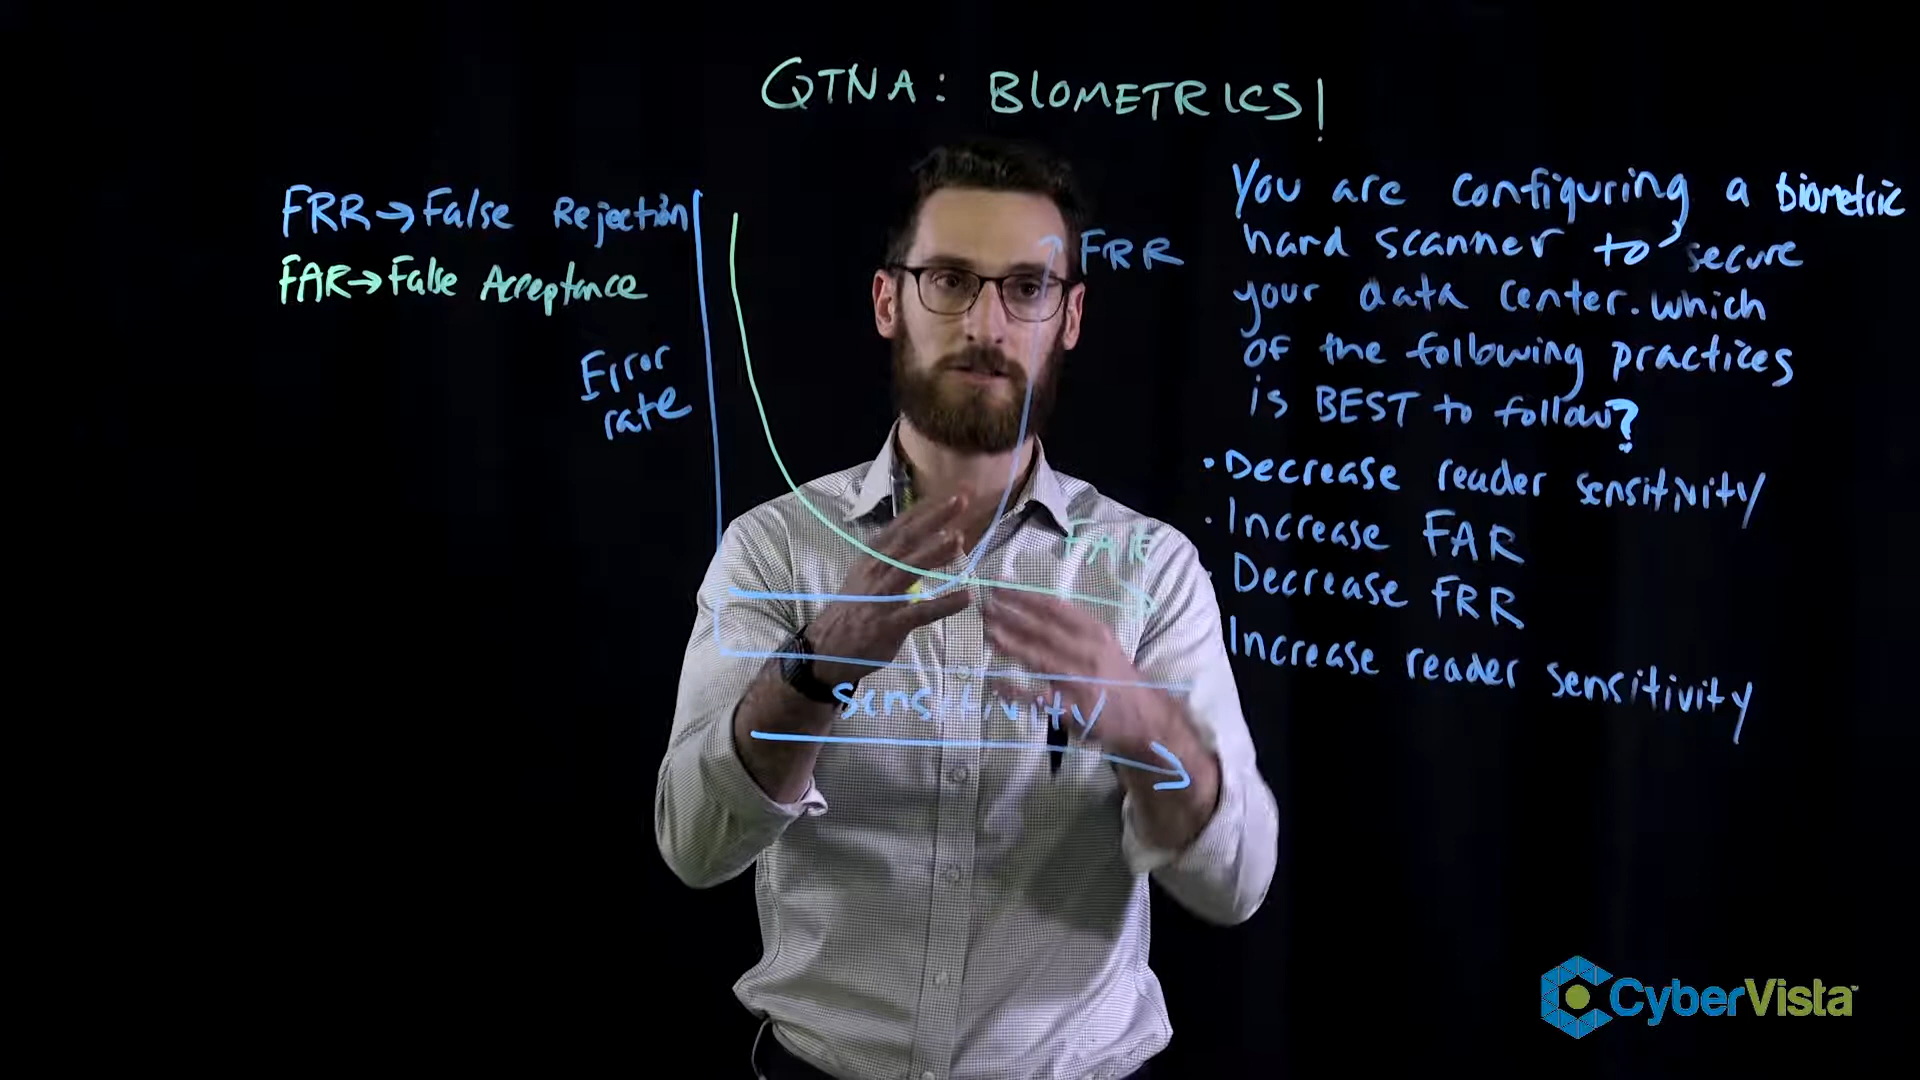 QTNA: BIOMETRICS!
FRR→False Rejection
FAR→False Acceptance
Error
rate
FRR
FAR
sensitivity
You are configuring a biometric
hard scanner to secure
your data center. which
of the following practices
is BEST to follow?
• Decrease reader sensitivity
• Increase FAR
• Decrease FRR
Increase reader sensitivity
CyberVista